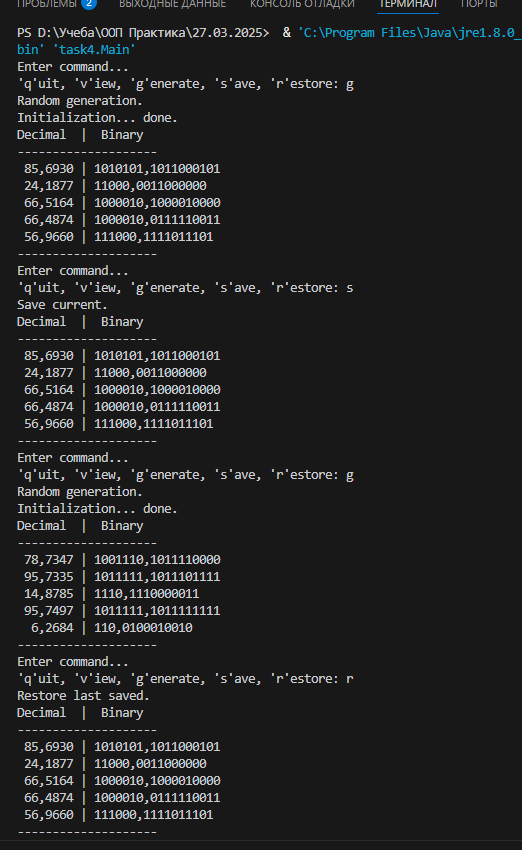 ПРОБЛЕМЫ 2 ВЫХОДНЫЕ ДАННЫЕ КОНСОЛЬ ОТЛАДКИ ТЕРМИНАЛ ПОРТЫ
PS D:\Учеба\ООП Практика\27.03.2025>  & 'C:\Program Files\Java\jre1.8.0_
bin' 'task4.Main'
Enter command...
'q'uit, 'v'iew, 'g'enerate, 's'ave, 'r'estore: g
Random generation.
Initialization... done.
Decimal  |  Binary
--------------------
 85,6930 | 1010101,1011000101
 24,1877 | 11000,0011000000
 66,5164 | 1000010,1000010000
 66,4874 | 1000010,0111110011
 56,9660 | 111000,1111011101
--------------------
Enter command...
'q'uit, 'v'iew, 'g'enerate, 's'ave, 'r'estore: s
Save current.
Decimal  |  Binary
--------------------
 85,6930 | 1010101,1011000101
 24,1877 | 11000,0011000000
 66,5164 | 1000010,1000010000
 66,4874 | 1000010,0111110011
 56,9660 | 111000,1111011101
--------------------
Enter command...
'q'uit, 'v'iew, 'g'enerate, 's'ave, 'r'estore: g
Random generation.
Initialization... done.
Decimal  |  Binary
--------------------
 78,7347 | 1001110,1011110000
 95,7335 | 1011111,1011101111
 14,8785 | 1110,1110000011
 95,7497 | 1011111,1011111111
  6,2684 | 110,0100010010
--------------------
Enter command...
'q'uit, 'v'iew, 'g'enerate, 's'ave, 'r'estore: r
Restore last saved.
Decimal  |  Binary
--------------------
 85,6930 | 1010101,1011000101
 24,1877 | 11000,0011000000
 66,5164 | 1000010,1000010000
 66,4874 | 1000010,0111110011
 56,9660 | 111000,1111011101
--------------------